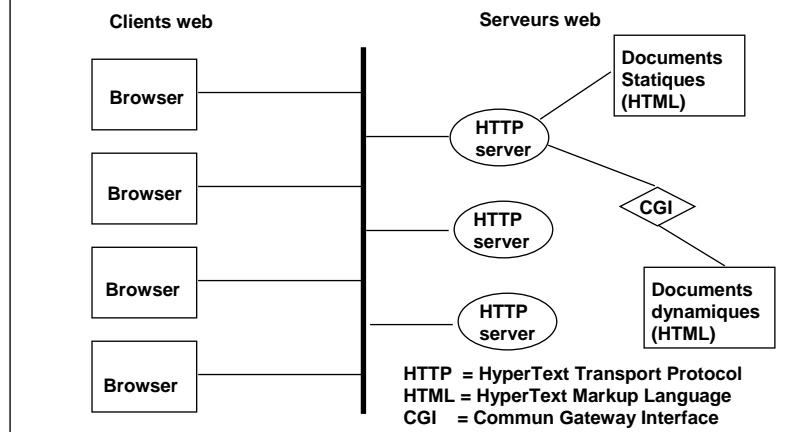 Clients web
Serveurs web
Browser
Browser
Browser
Browser
HTTP
server
HTTP
server
HTTP
server
Documents
Statiques
(HTML)
CGI
Documents
dynamiques
(HTML)
HTTP = HyperText Transport Protocol
HTML = HyperText Markup Language
CGI = Commun Gateway Interface